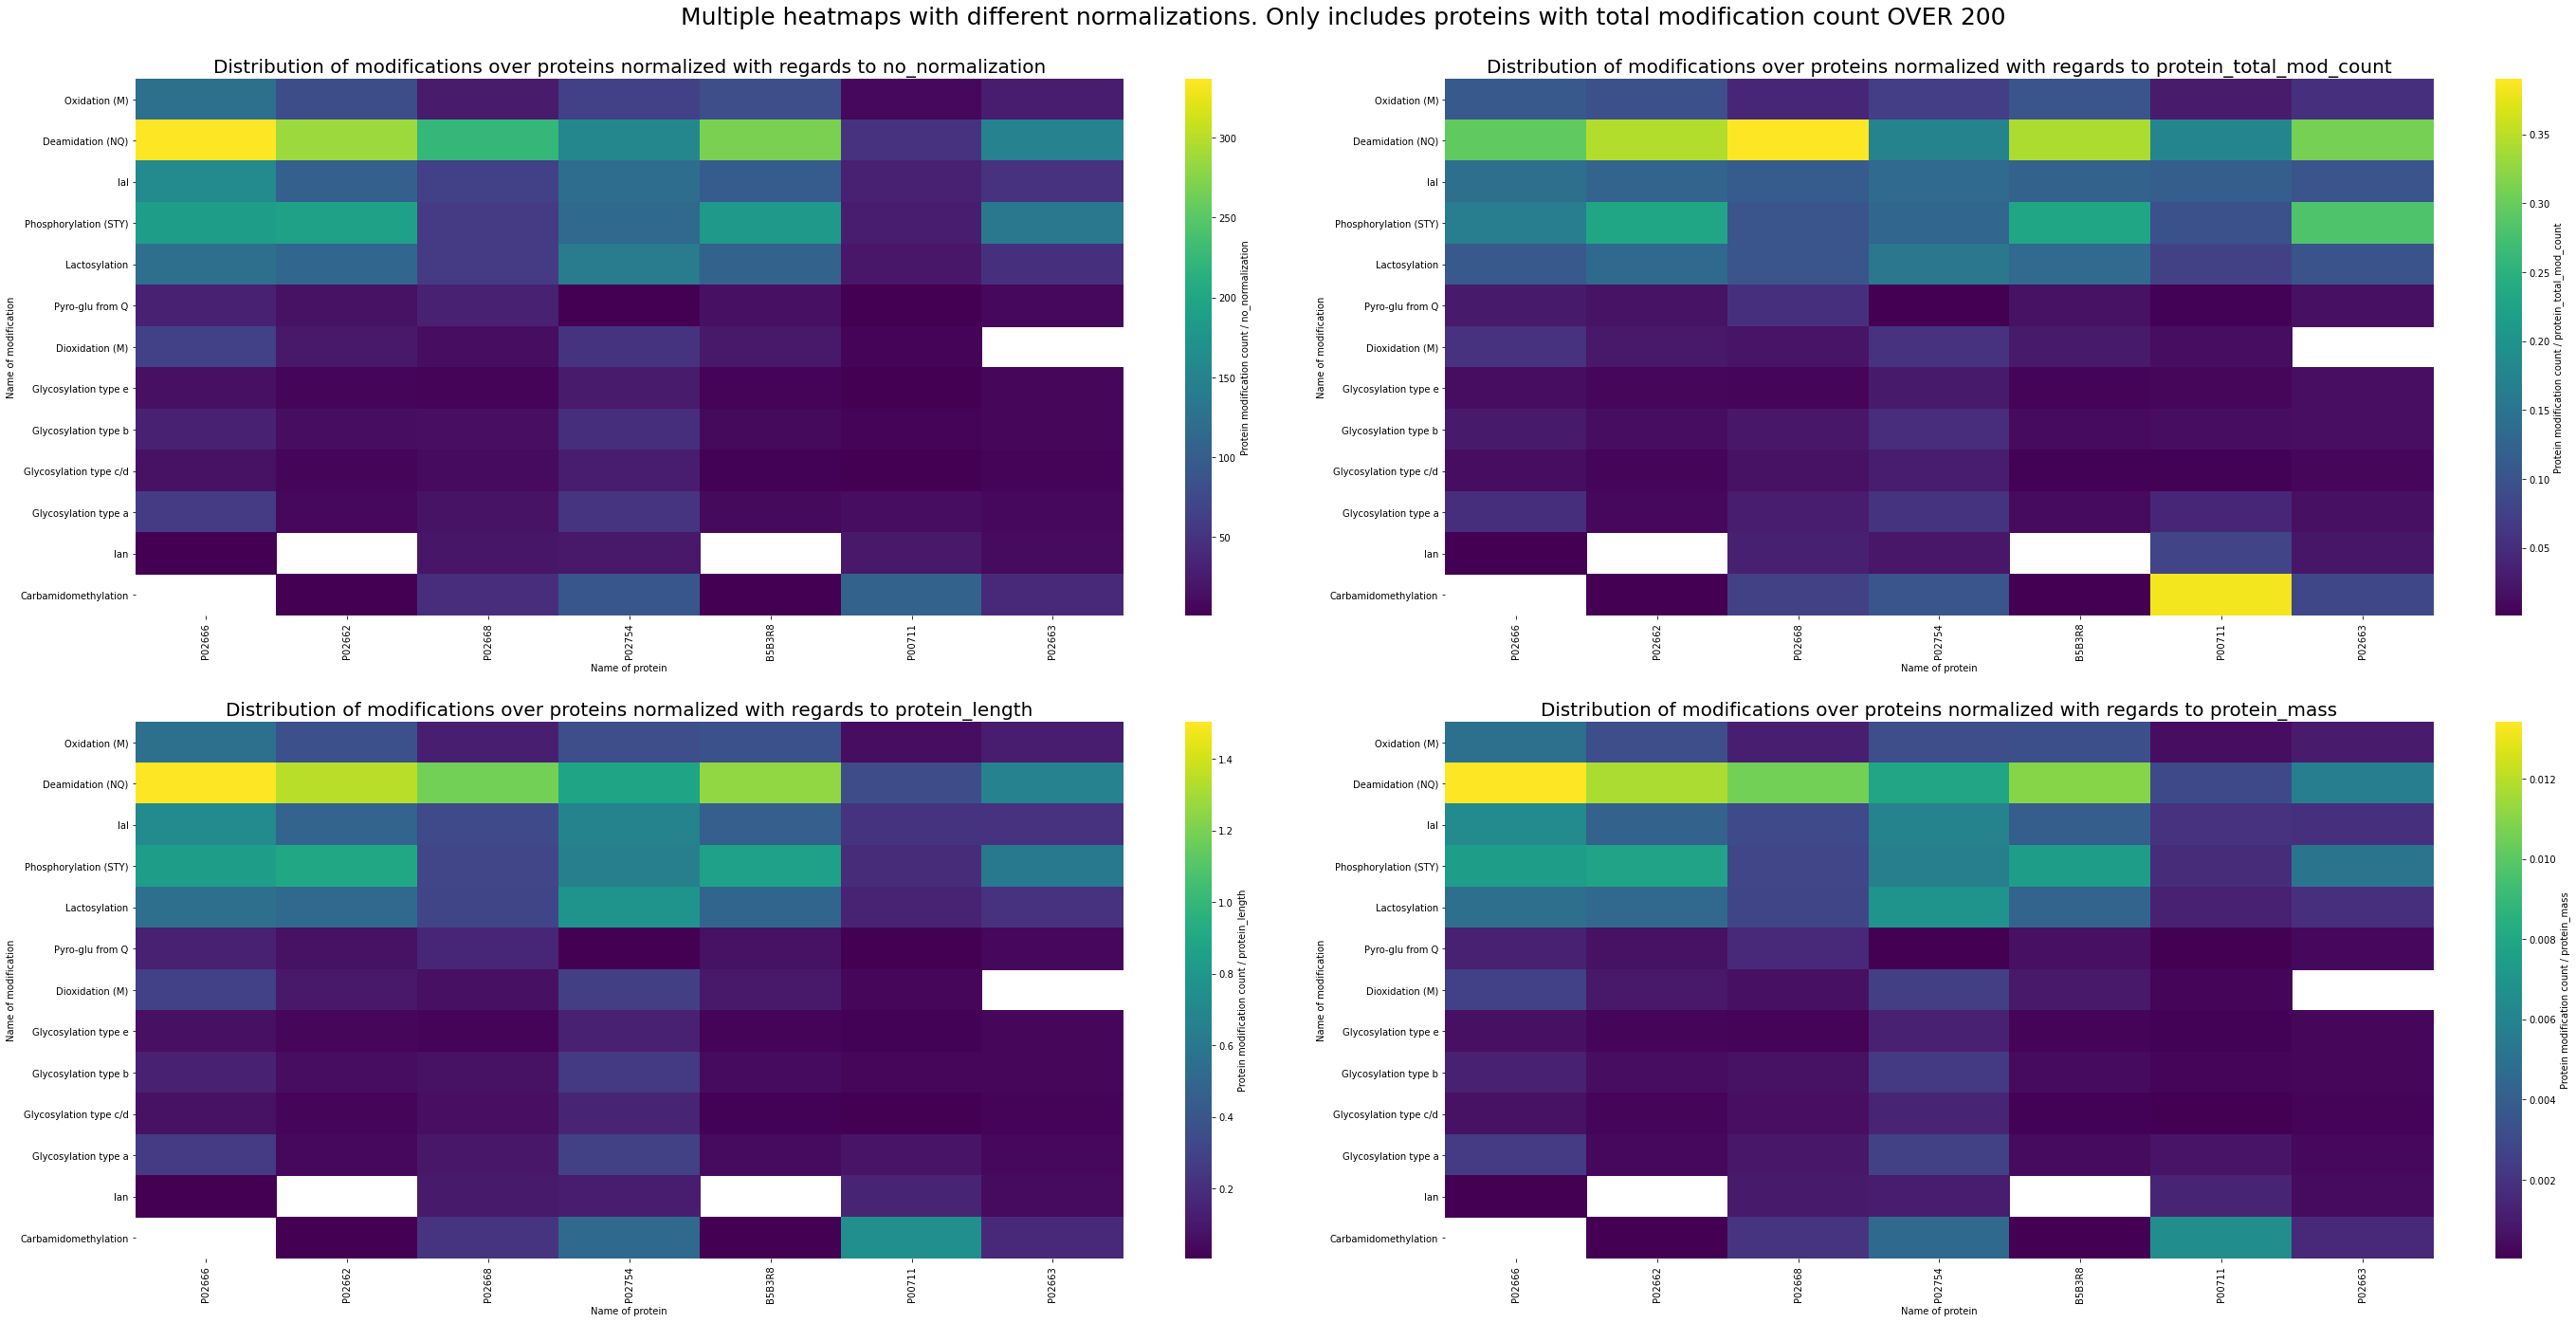 Multiple heatmaps with different normalizations. Only includes proteins with total modification count OVER 200
Distribution of modifications over proteins normalized with regards to no_normalization
Name of modification
Oxidation (M)
Deamidation (NQ)
lal
Phosphorylation (STY)
Lactosylation
Pyro-glu from Q
Dioxidation (M)
Glycosylation type e
Glycosylation type b
Glycosylation type c/d
Glycosylation type a
lan
Carbamidomethylation
P02666
P02662
P02668
P02754
B5B3R8
P00711
P02663
Name of protein
300
250
200
150
100
50
Protein modification count / no_normalization
Distribution of modifications over proteins normalized with regards to protein_total_mod_count
Name of modification
Oxidation (M)
Deamidation (NQ)
lal
Phosphorylation (STY)
Lactosylation
Pyro-glu from Q
Dioxidation (M)
Glycosylation type e
Glycosylation type b
Glycosylation type c/d
Glycosylation type a
lan
Carbamidomethylation
P02666
P02662
P02668
P02754
B5B3R8
P00711
P02663
Name of protein
0.35
0.30
0.25
0.20
0.15
0.10
0.05
Protein modification count / protein_total_mod_count
Distribution of modifications over proteins normalized with regards to protein_length
Name of modification
Oxidation (M)
Deamidation (NQ)
lal
Phosphorylation (STY)
Lactosylation
Pyro-glu from Q
Dioxidation (M)
Glycosylation type e
Glycosylation type b
Glycosylation type c/d
Glycosylation type a
lan
Carbamidomethylation
P02666
P02662
P02668
P02754
B5B3R8
P00711
P02663
Name of protein
1.4
1.2
1.0
0.8
0.6
0.4
0.2
Protein modification count / protein_length
Distribution of modifications over proteins normalized with regards to protein_mass
Name of modification
Oxidation (M)
Deamidation (NQ)
lal
Phosphorylation (STY)
Lactosylation
Pyro-glu from Q
Dioxidation (M)
Glycosylation type e
Glycosylation type b
Glycosylation type c/d
Glycosylation type a
lan
Carbamidomethylation
P02666
P02662
P02668
P02754
B5B3R8
P00711
P02663
Name of protein
0.012
0.010
0.008
0.006
0.004
0.002
Protein modification count / protein_mass